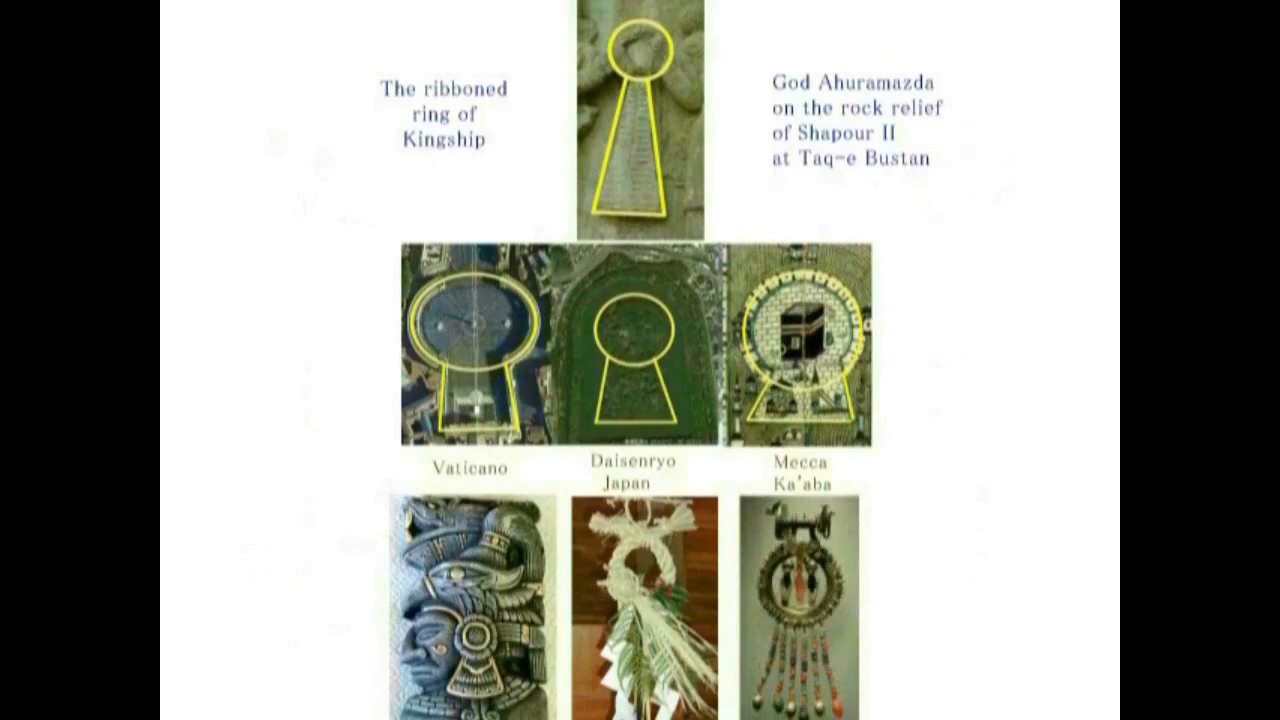 The ribboned
ring of
Kingship
God Ahuramazda
on the rock relief
of Shapour II
at Taq-e Bustan
Vaticano
Daisenryo
Japan
Mecca
Ka'aba